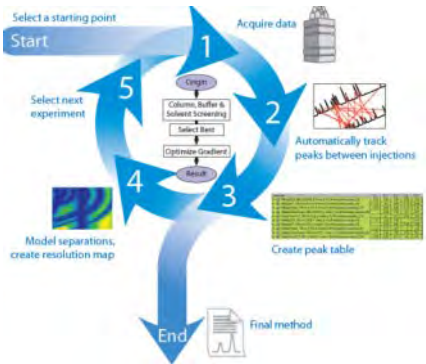 Select a starting point
Start
Acquire data
1
2
3
4
5
Select next
experiment
Origin
Column, Buffer &
Solvent Screening
Select Best
Optimize Gradient
Result
Automatically track
peaks between injections
Model separations,
create resolution map
Create peak table
End
Final method